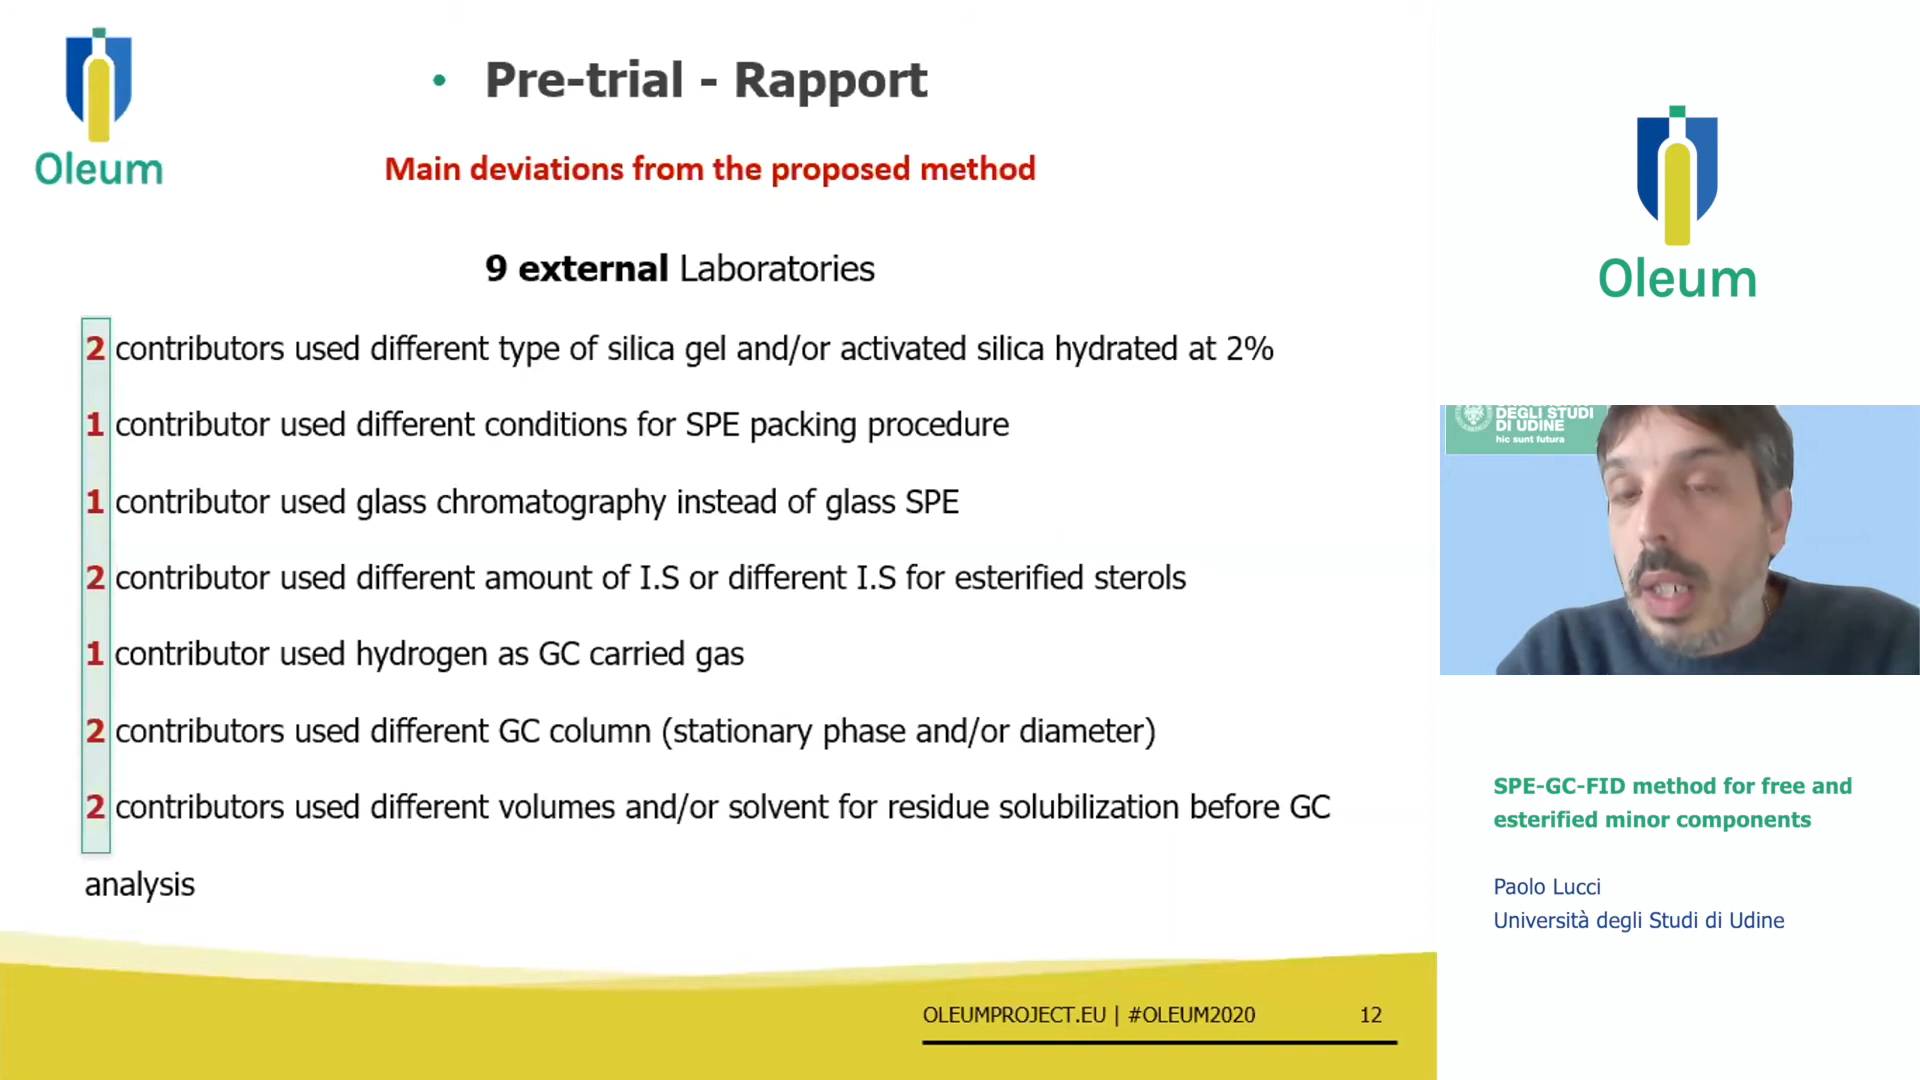 Oleum
• Pre-trial - Rapport
Main deviations from the proposed method
9 external Laboratories
2 contributors used different type of silica gel and/or activated silica hydrated at 2%
1 contributor used different conditions for SPE packing procedure
1 contributor used glass chromatography instead of glass SPE
2 contributor used different amount of I.S or different I.S for esterified sterols
1 contributor used hydrogen as GC carried gas
2 contributors used different GC column (stationary phase and/or diameter)
2 contributors used different volumes and/or solvent for residue solubilization before GC
analysis
OLEUMPROJECT.EU | #OLEUM2020 12
Oleum
DEGLI STUDI
DI UDINE
hic sunt futura
SPE-GC-FID method for free and
esterified minor components
Paolo Lucci
Università degli Studi di Udine